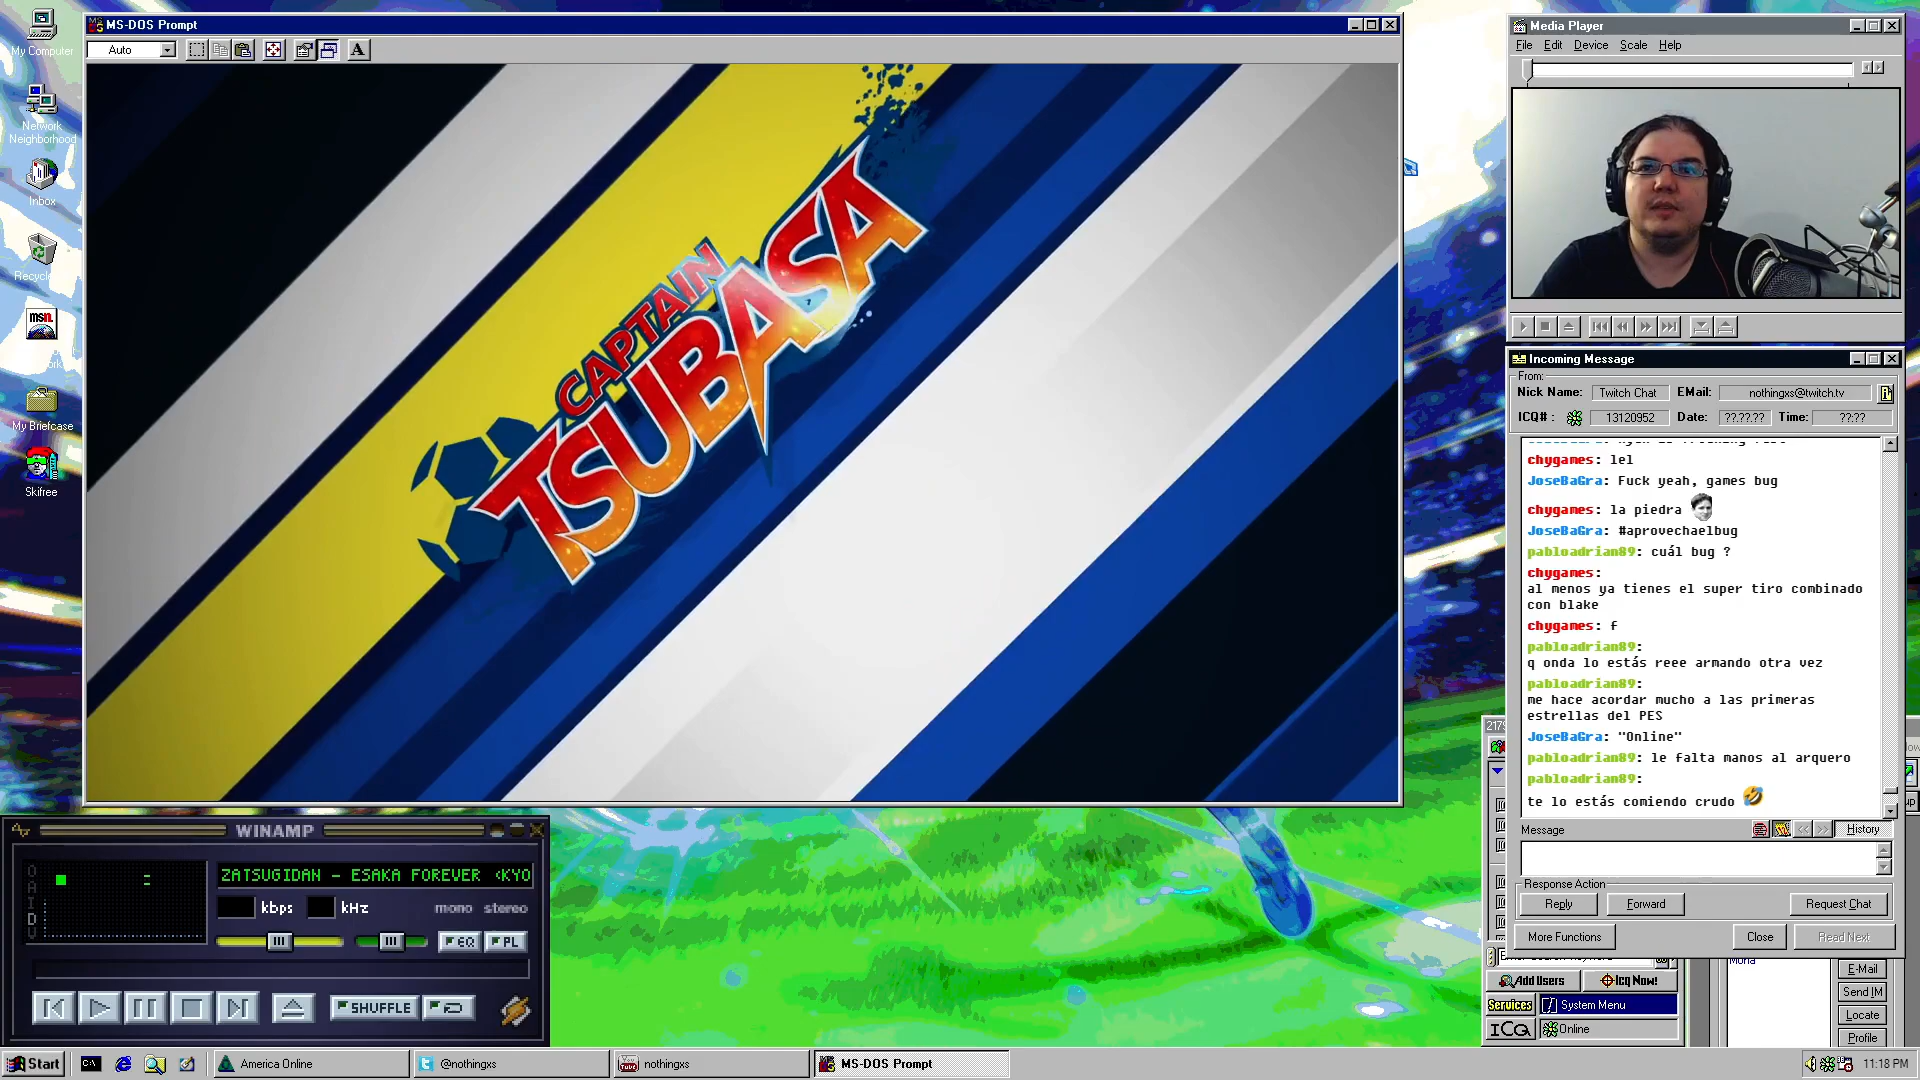 My Computer
Network
Neighborhood
Inbox
Recycle
msn
My Briefcase
Skifree
MS-DOS Prompt
Auto
A
CAPTAIN
TSUBASA
Media Player
File Edit Device Scale Help
Incoming Message
From:
Nick Name: Twitch Chat EMail: nothingxs@twitch.tv
ICQ# : 13120952 Date: ??.??.?? Time: ??:??
chygames: lel
JoseBaGra: Fuck yeah, games bug
chygames: la piedra
JoseBaGra: #aprovechaelbug
pabloadrian89: cuál bug ?
chygames:
al menos ya tienes el super tiro combinado
con blake
chygames: f
pabloadrian89:
q onda lo estás reee armando otra vez
pabloadrian89:
me hace acordar mucho a las primeras
estrellas del PES
JoseBaGra: "Online"
pabloadrian89: le falta manos al arquero
pabloadrian89:
te lo estás comiendo crudo 🤣
Message
History
Response Action
Reply Forward Request Chat
More Functions Close Read Next
Add Users Icq Now!
Services System Menu
ICQ Online
E-Mail
Send IM
Locate
Profile
WINAMP
ZATSUGIDAN - ESAKA FOREVER <KYO
kbps kHz mono stereo
EQ PL
SHUFFLE
Start
America Online
@nothingxs
nothingxs
MS-DOS Prompt
11:18 PM